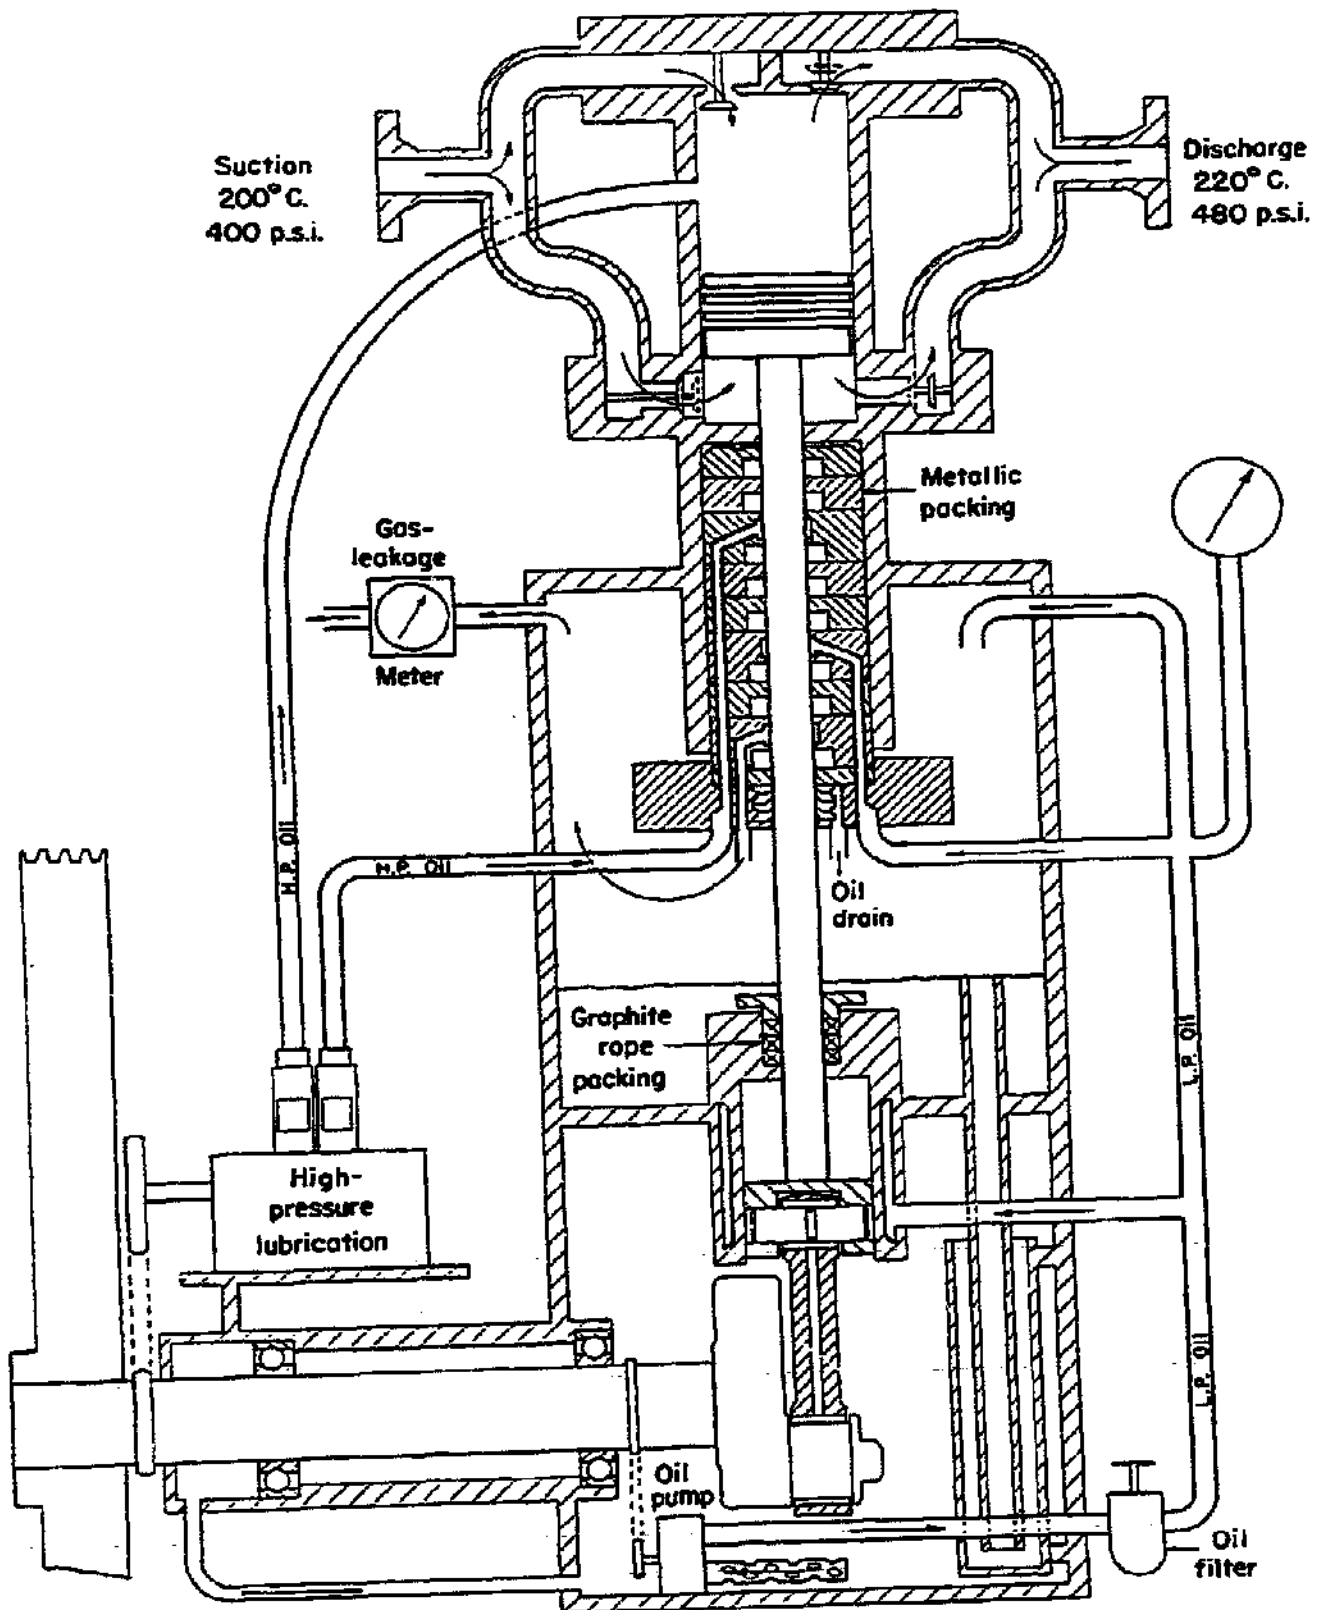 Suction
200° C.
400 p.s.i.
Discharge
220° C.
480 p.s.i.
Metallic
packing
Gas-
leakage
Meter
H.P. Oil
H.P. Oil
Oil
drain
Graphite
rope
packing
L.P. Oil
High-
pressure
lubrication
L.P. Oil
Oil
pump
Oil
filter